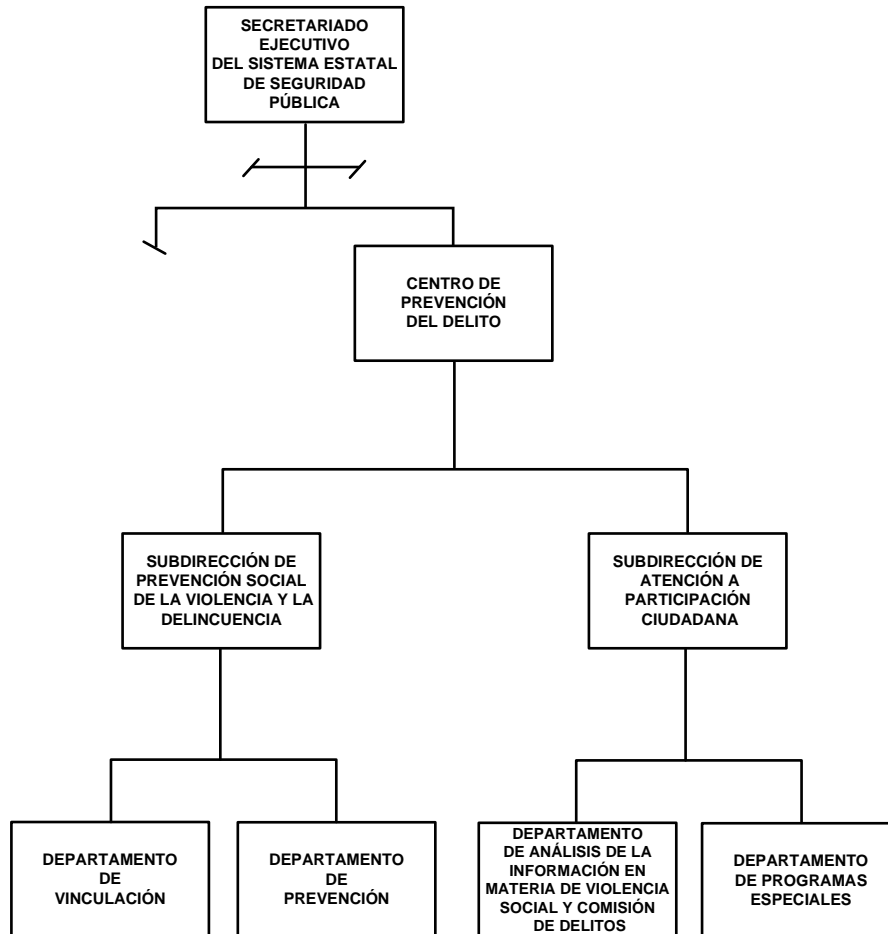 SECRETARIADO
EJECUTIVO
DEL SISTEMA ESTATAL
DE SEGURIDAD
PÚBLICA
CENTRO DE
PREVENCIÓN
DEL DELITO
SUBDIRECCIÓN DE
PREVENCIÓN SOCIAL
DE LA VIOLENCIA Y LA
DELINCUENCIA
SUBDIRECCIÓN DE
ATENCIÓN A
PARTICIPACIÓN
CIUDADANA
DEPARTAMENTO
DE
VINCULACIÓN
DEPARTAMENTO
DE
PREVENCIÓN
DEPARTAMENTO
DE ANÁLISIS DE LA
INFORMACIÓN EN
MATERIA DE VIOLENCIA
SOCIAL Y COMISIÓN
DE DELITOS
DEPARTAMENTO
DE PROGRAMAS
ESPECIALES